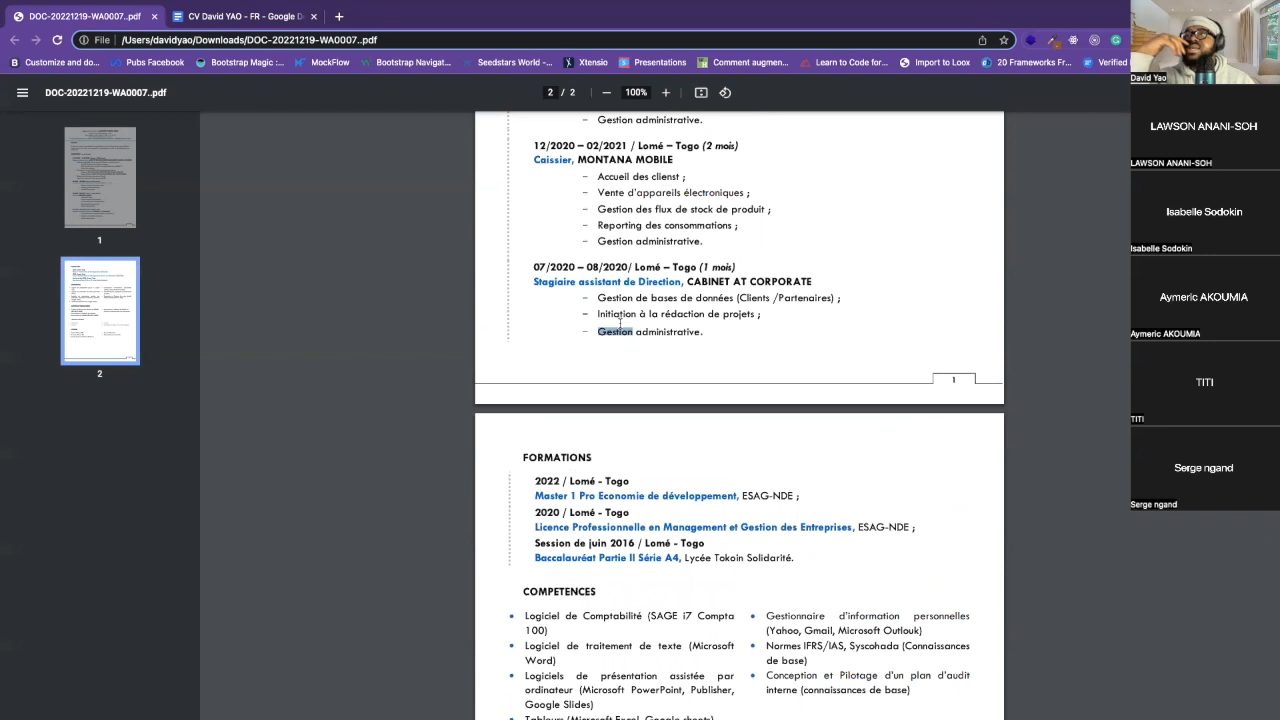 DOC-20221219-WA0007..pdf
CV David YAO - FR - Google D
File /Users/davidyao/Downloads/DOC-20221219-WA0007..pdf
Customize and do... Pubs Facebook Bootstrap Magic :... MockFlow Bootstrap Navigat... Seedstars World -... Xtensio Presentations Comment augmen... Learn to Code for... Import to Loox 20 Frameworks Fr... Verified
DOC-20221219-WA0007..pdf
2 / 2
100%
1
2
– Gestion administrative.
12/2020 – 02/2021 / Lomé – Togo (2 mois)
Caissier, MONTANA MOBILE
– Accueil des clienst ;
– Vente d'appareils électroniques ;
– Gestion des flux de stock de produit ;
– Reporting des consommations ;
– Gestion administrative.
07/2020 – 08/2020/ Lomé – Togo (1 mois)
Stagiaire assistant de Direction, CABINET AT CORPORATE
– Gestion de bases de données (Clients /Partenaires) ;
– Initiation à la rédaction de projets ;
– Gestion administrative.
1
FORMATIONS
2022 / Lomé - Togo
Master 1 Pro Economie de développement, ESAG-NDE ;
2020 / Lomé - Togo
Licence Professionnelle en Management et Gestion des Entreprises, ESAG-NDE ;
Session de juin 2016 / Lomé - Togo
Baccalauréat Partie II Série A4, Lycée Tokoin Solidarité.
COMPETENCES
• Logiciel de Comptabilité (SAGE i7 Compta
100)
• Logiciel de traitement de texte (Microsoft
Word)
• Logiciels de présentation assistée par
ordinateur (Microsoft PowerPoint, Publisher,
Google Slides)
Tableurs (Microsoft Excel, Google sheets)
• Gestionnaire d'information personnelles
(Yahoo, Gmail, Microsoft Outlouk)
• Normes IFRS/IAS, Syscohada (Connaissances
de base)
• Conception et Pilotage d'un plan d'audit
interne (connaissances de base)
David Yao
LAWSON ANANI-SOH
LAWSON ANANI-SOH
Isabelle Sodokin
Isabelle Sodokin
Aymeric AKOUMIA
Aymeric AKOUMIA
TITI
TITI
Serge ngand
Serge ngand